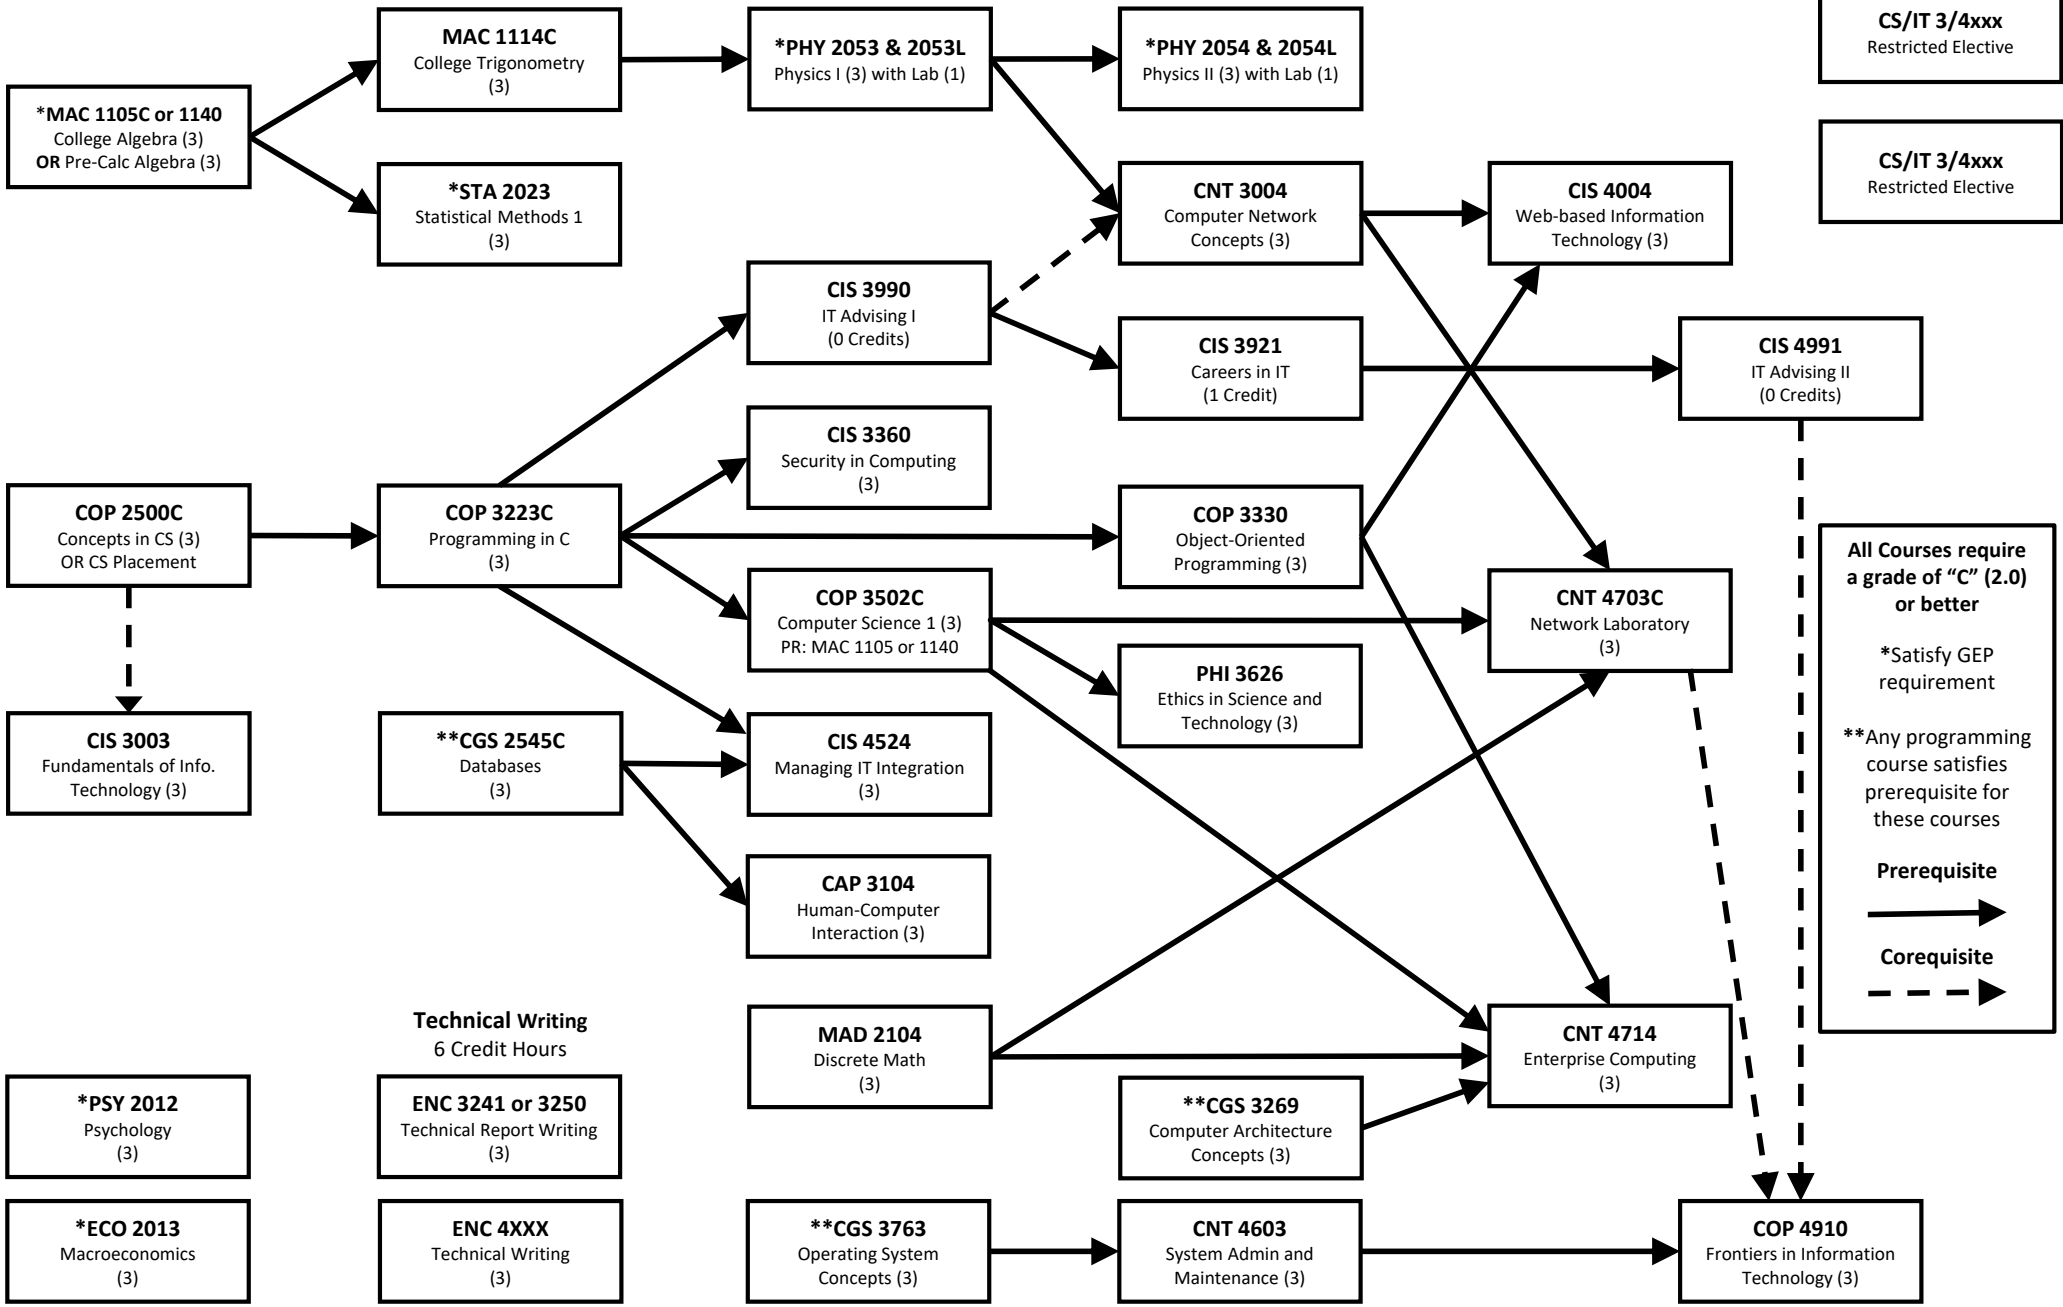 MAC 1114C
College Trigonometry
(3)
*PHY 2053 & 2053L
Physics I (3) with Lab (1)
*PHY 2054 & 2054L
Physics II (3) with Lab (1)
CS/IT 3/4xxx
Restricted Elective
*MAC 1105C or 1140
College Algebra (3)
OR Pre-Calc Algebra (3)
*STA 2023
Statistical Methods 1
(3)
CNT 3004
Computer Network
Concepts (3)
CIS 4004
Web-based Information
Technology (3)
CS/IT 3/4xxx
Restricted Elective
CIS 3990
IT Advising I
(0 Credits)
CIS 3921
Careers in IT
(1 Credit)
CIS 4991
IT Advising II
(0 Credits)
CIS 3360
Security in Computing
(3)
COP 2500C
Concepts in CS (3)
OR CS Placement
COP 3223C
Programming in C
(3)
COP 3330
Object-Oriented
Programming (3)
COP 3502C
Computer Science 1 (3)
PR: MAC 1105 or 1140
CNT 4703C
Network Laboratory
(3)
PHI 3626
Ethics in Science and
Technology (3)
CIS 3003
Fundamentals of Info.
Technology (3)
**CGS 2545C
Databases
(3)
CIS 4524
Managing IT Integration
(3)
CAP 3104
Human-Computer
Interaction (3)
All Courses require
a grade of “C” (2.0)
or better
*Satisfy GEP
requirement
**Any programming
course satisfies
prerequisite for
these courses
Prerequisite
Corequisite
Technical Writing
6 Credit Hours
MAD 2104
Discrete Math
(3)
CNT 4714
Enterprise Computing
(3)
*PSY 2012
Psychology
(3)
ENC 3241 or 3250
Technical Report Writing
(3)
**CGS 3269
Computer Architecture
Concepts (3)
*ECO 2013
Macroeconomics
(3)
ENC 4XXX
Technical Writing
(3)
**CGS 3763
Operating System
Concepts (3)
CNT 4603
System Admin and
Maintenance (3)
COP 4910
Frontiers in Information
Technology (3)